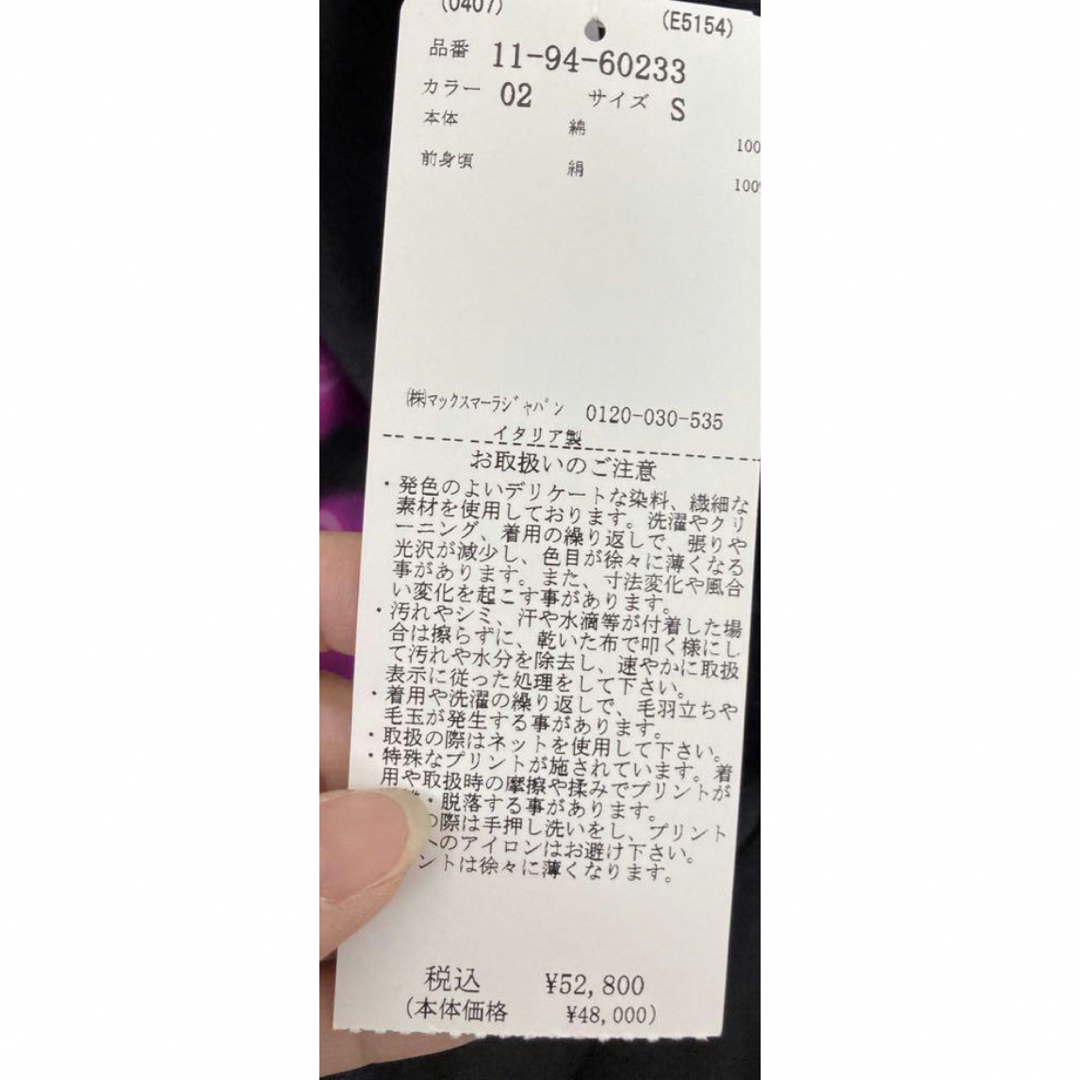 (0407) (E5154)
品番 11-94-60233
カラー 02 サイズ S
本体 綿 100
前身頃 絹 100%
㈱マックスマーラジャパン 0120-030-535
イタリア製
お取扱いのご注意
・発色のよいデリケートな染料、繊細な
素材を使用しております。洗濯やクリ
ーニング、着用の繰り返しで、張りや
光沢が減少し、色目が徐々に薄くなる
事があります。また、寸法変化や風合
い変化を起こす事があります。
・汚れやシミ、汗や水滴等が付着した場
合は擦らずに、乾いた布で叩く様にし
て汚れや水分を除去し、速やかに取扱
表示に従った処理をして下さい。
・着用や洗濯の繰り返しで、毛羽立ちや
毛玉が発生する事があります。
・取扱の際はネットを使用して下さい。
・特殊なプリントが施されています。着
用や取扱時の摩擦や揉みでプリントが
・脱落する事があります。
の際は手押し洗いをし、プリント
へのアイロンはお避け下さい。
ントは徐々に薄くなります。
税込 ¥52,800
(本体価格 ¥48,000)